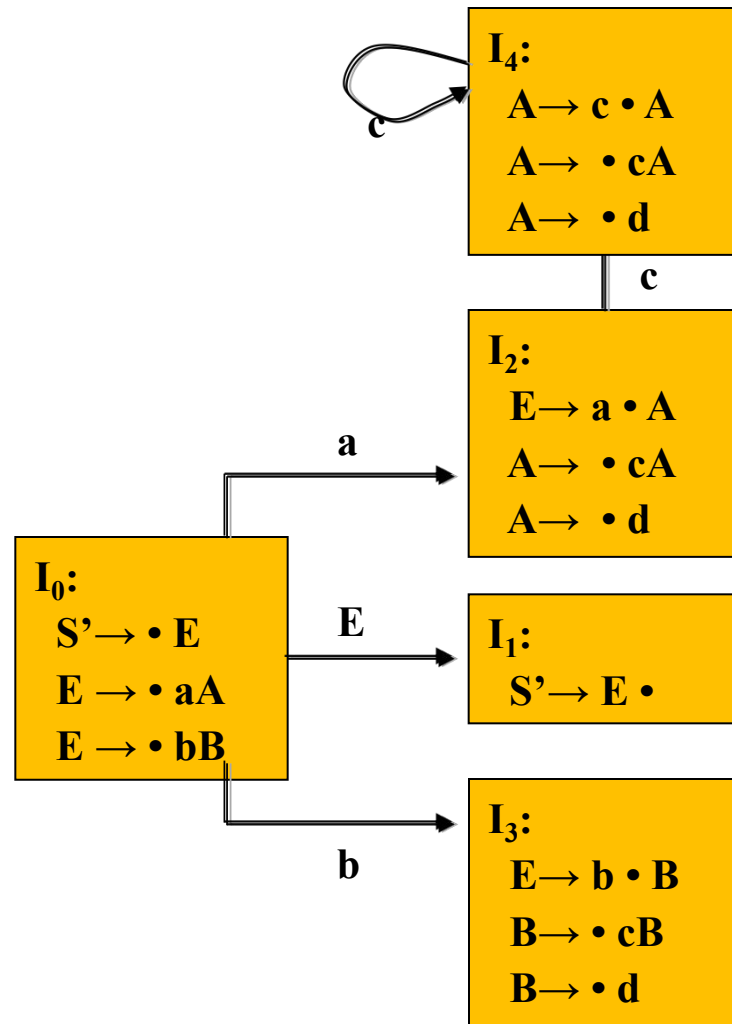 I₄:
A→ c • A
A→ • cA
A→ • d
c
c
I₂:
E→ a • A
A→ • cA
A→ • d
a
I₀:
S’→ • E
E → • aA
E → • bB
E
I₁:
S’→ E •
b
I₃:
E→ b • B
B→ • cB
B→ • d